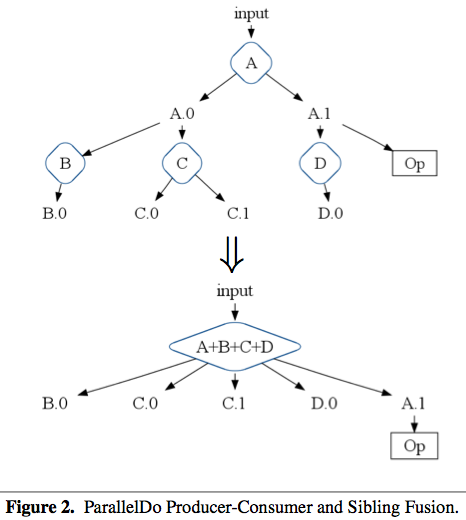 input
A
A.0 A.1
B C D Op
B.0 C.0 C.1 D.0
input
A+B+C+D
B.0 C.0 C.1 D.0 A.1
Op
Figure 2. ParallelDo Producer-Consumer and Sibling Fusion.